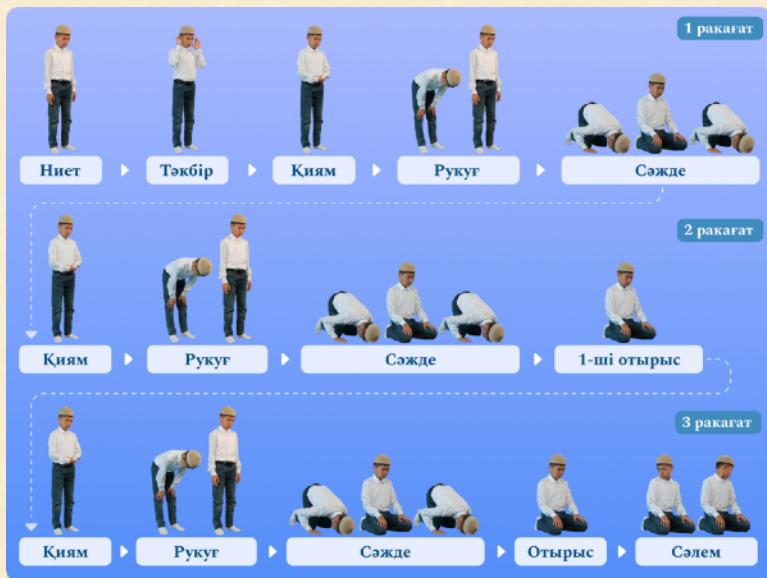 1 ракағат
Ниет
Тәкбір
Қиям
Рукуғ
Сәжде
2 ракағат
Қиям
Рукуғ
Сәжде
1-ші отырыс
3 ракағат
Қиям
Рукуғ
Сәжде
Отырыс
Сәлем